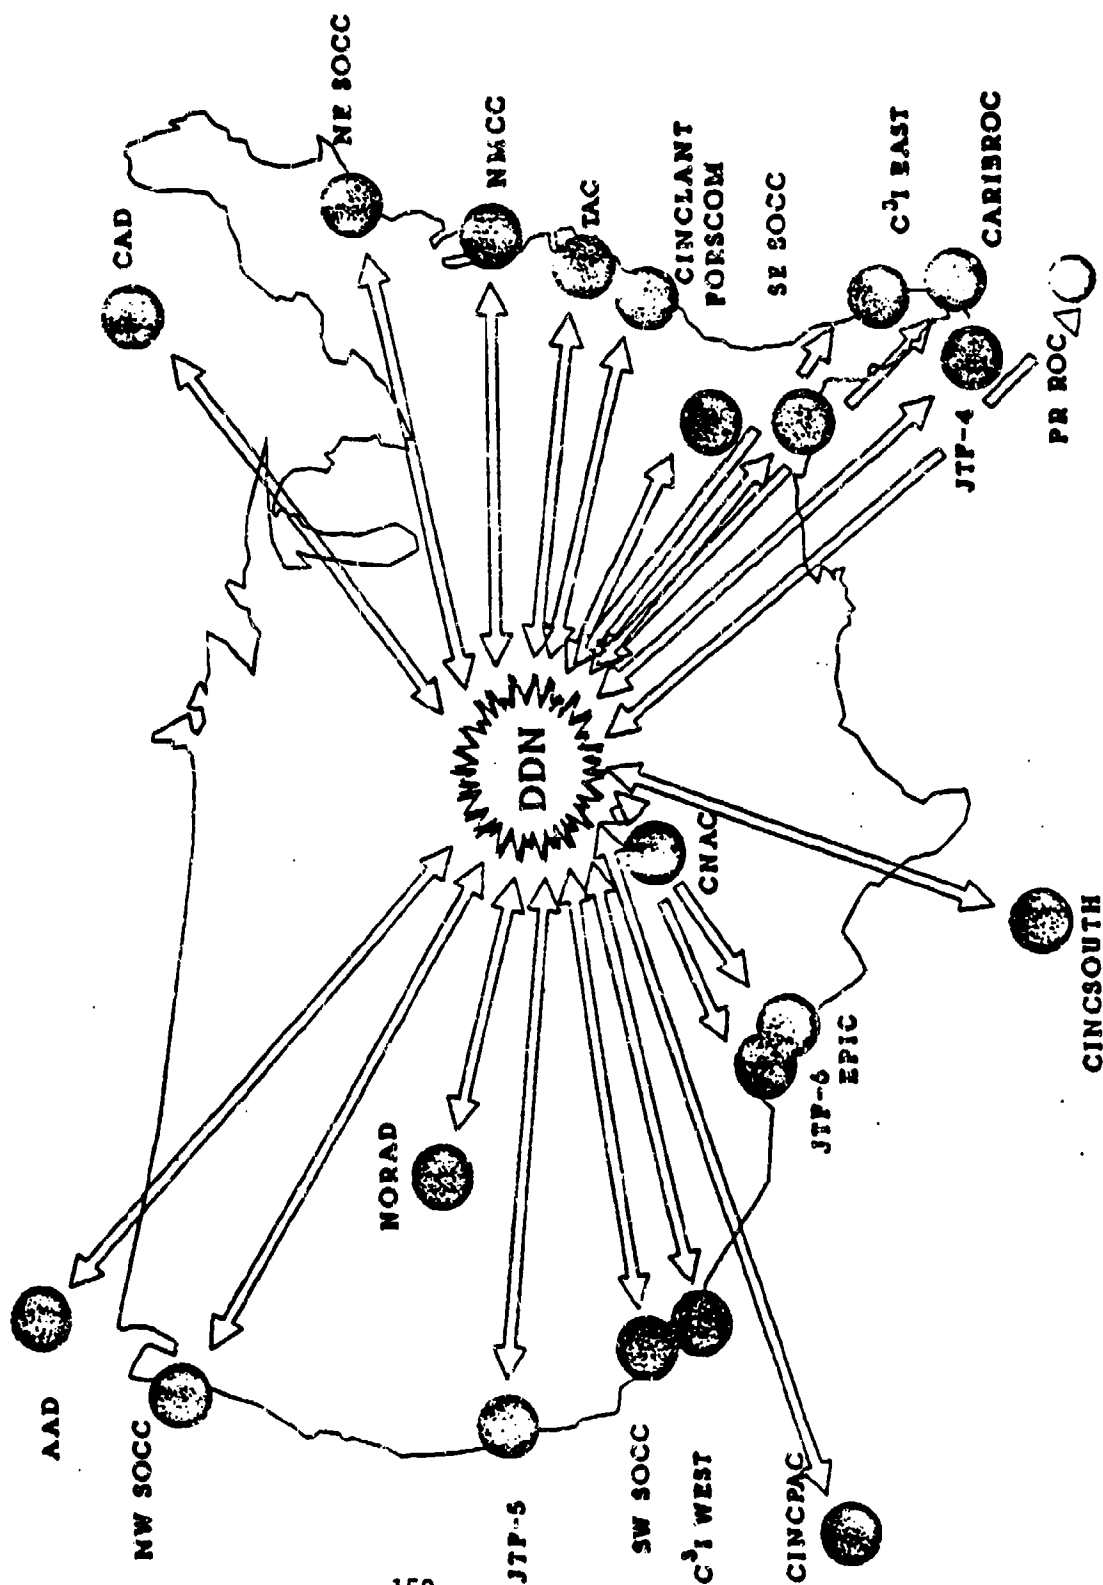 AAD
NW SOCC
JTF-5
SW SOCC
C³I WEST
CINCPAC
NORAD
JTF-6
EPIC
CNAC
CINCSOUTH
DDN
CAD
NE SOCC
NMCC
TAC
CINCLANT
FORSCOM
SE SOCC
C³I EAST
CARIBROC
JTF-4
PR ROC